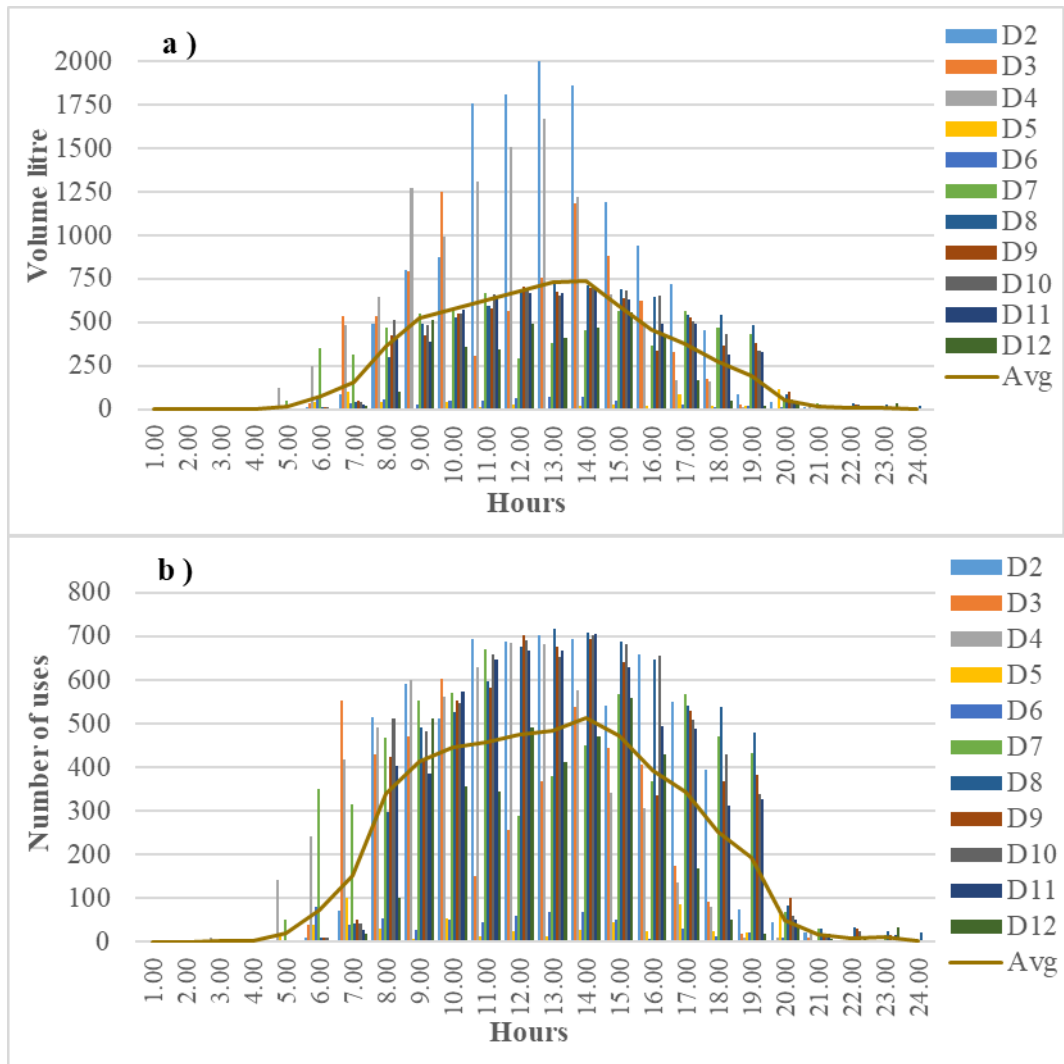 a )
Volume litre
2000
1750
1500
1250
1000
750
500
250
0
1.00 2.00 3.00 4.00 5.00 6.00 7.00 8.00 9.00 10.00 11.00 12.00 13.00 14.00 15.00 16.00 17.00 18.00 19.00 20.00 21.00 22.00 23.00 24.00
Hours
D2
D3
D4
D5
D6
D7
D8
D9
D10
D11
D12
Avg
b )
Number of uses
800
700
600
500
400
300
200
100
0
1.00 2.00 3.00 4.00 5.00 6.00 7.00 8.00 9.00 10.00 11.00 12.00 13.00 14.00 15.00 16.00 17.00 18.00 19.00 20.00 21.00 22.00 23.00 24.00
Hours
D2
D3
D4
D5
D6
D7
D8
D9
D10
D11
D12
Avg